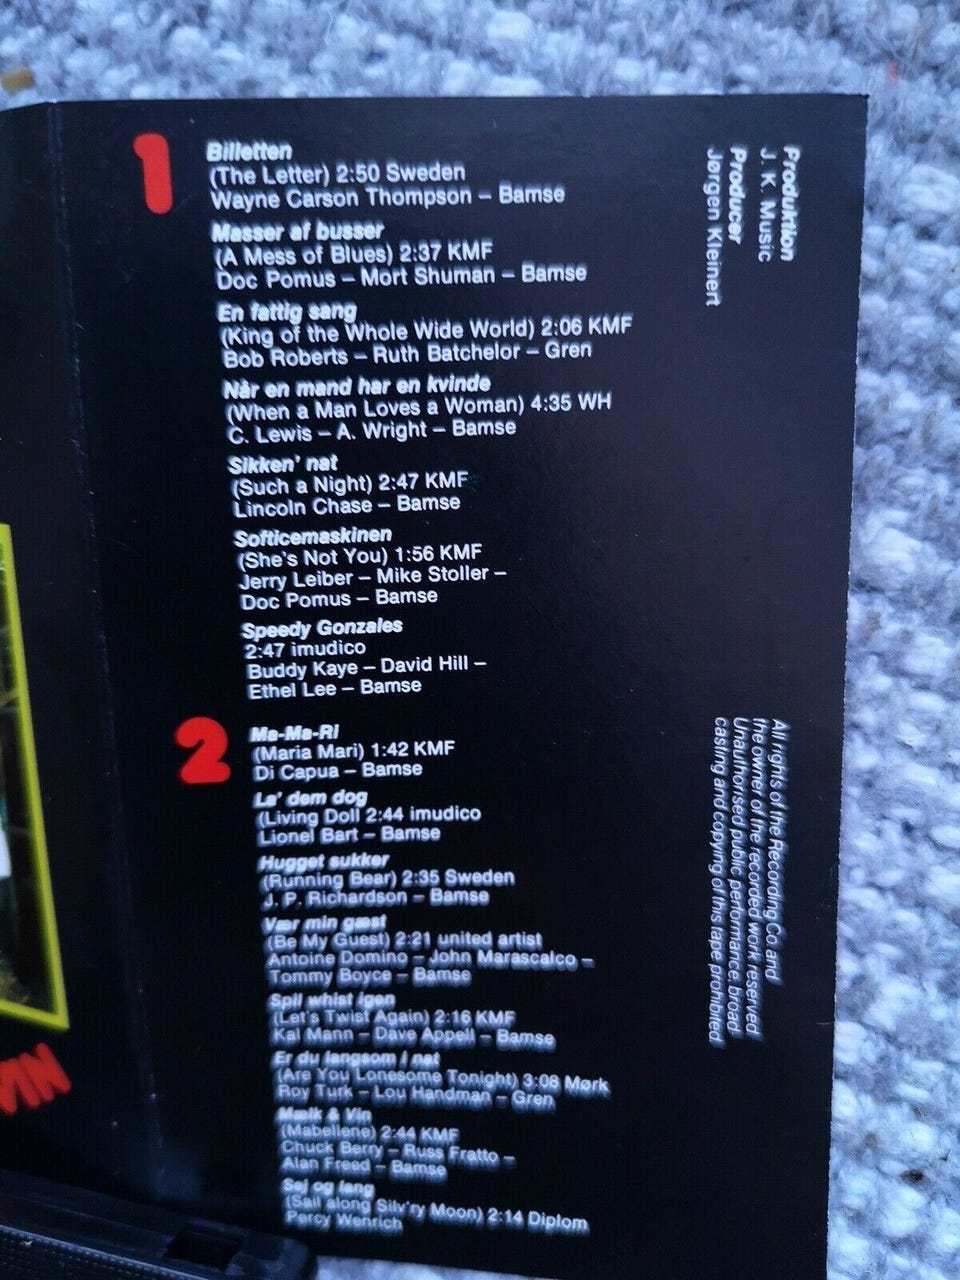 1
Billetten
(The Letter) 2:50 Sweden
Wayne Carson Thompson – Bamse
Masser af busser
(A Mess of Blues) 2:37 KMF
Doc Pomus – Mort Shuman – Bamse
En fattig sang
(King of the Whole Wide World) 2:06 KMF
Bob Roberts – Ruth Batchelor – Gren
Når en mand har en kvinde
(When a Man Loves a Woman) 4:35 WH
C. Lewis – A. Wright – Bamse
Sikken' nat
(Such a Night) 2:47 KMF
Lincoln Chase – Bamse
Softicemaskinen
(She's Not You) 1:56 KMF
Jerry Leiber – Mike Stoller –
Doc Pomus – Bamse
Speedy Gonzales
2:47 imudico
Buddy Kaye – David Hill –
Ethel Lee – Bamse
2
Ma-Ma-Ri
(Maria Mari) 1:42 KMF
Di Capua – Bamse
La' dem dog
(Living Doll 2:44 imudico
Lionel Bart – Bamse
Hugget sukker
(Running Bear) 2:35 Sweden
J. P. Richardson – Bamse
Vær min gæst
(Be My Guest) 2:21 united artist
Antoine Domino – John Marascalco –
Tommy Boyce – Bamse
Spil whist igen
(Let's Twist Again) 2:16 KMF
Kal Mann – Dave Appell – Bamse
Er du langsom i nat
(Are You Lonesome Tonight) 3:08 Mørk
Roy Turk – Lou Handman – Gren
Mælk & Vin
(Mabellene) 2:44 KMF
Chuck Berry – Russ Fratto –
Alan Freed – Bamse
Sej og lang
(Sail along Silv'ry Moon) 2:14 Diplom
Percy Wenrich
Produktion
J. K. Music
Producer
Jørgen Kleinert
All rights of the Recording Co. and
the owner of the recorded work reserved.
Unauthorised public performance, broad-
casting and copying of this tape prohibited